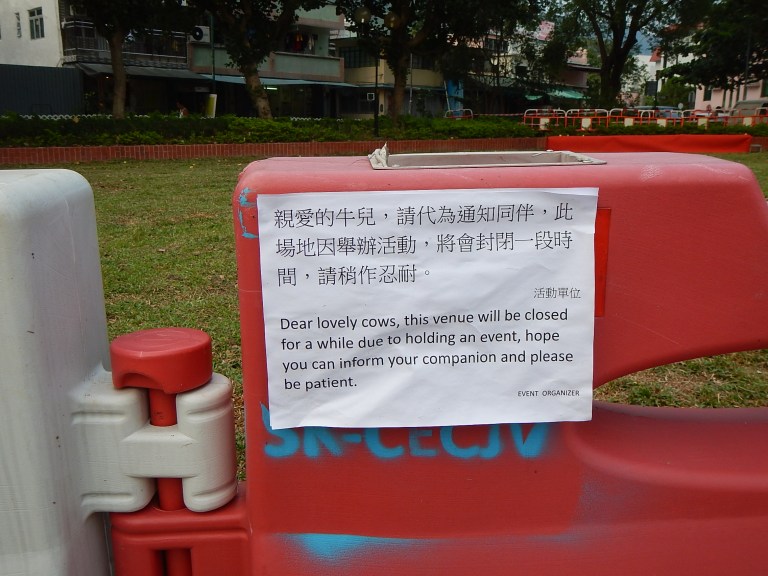 親愛的牛兒，請代為通知同伴，此
場地因舉辦活動，將會封閉一段時
間，請稍作忍耐。
活動單位
Dear lovely cows, this venue will be closed
for a while due to holding an event, hope
you can inform your companion and please
be patient.
EVENT ORGANIZER
SK-CECJV